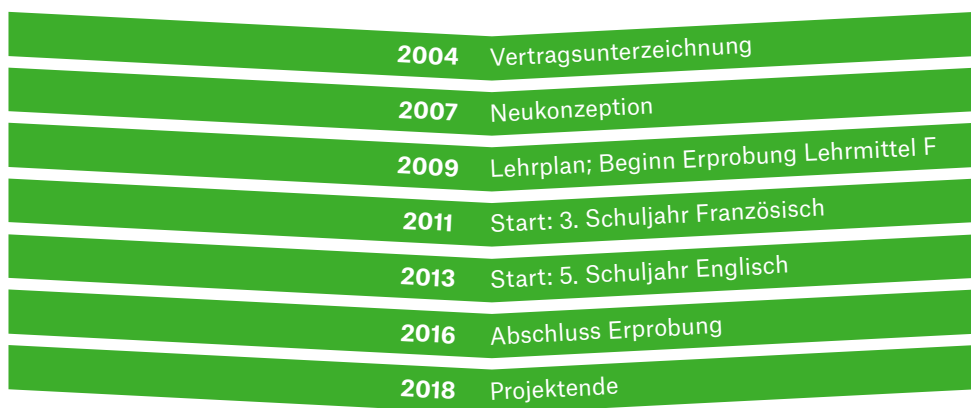 2004 Vertragsunterzeichnung
2007 Neukonzeption
2009 Lehrplan; Beginn Erprobung Lehrmittel F
2011 Start: 3. Schuljahr Französisch
2013 Start: 5. Schuljahr Englisch
2016 Abschluss Erprobung
2018 Projektende